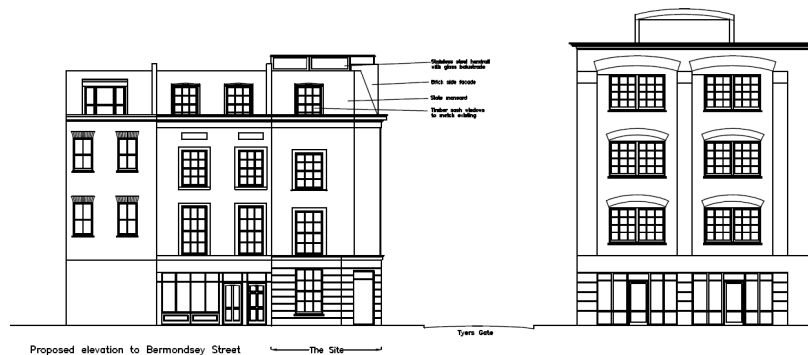 Stainless steel handrail
with glass balustrade
Brick side facade
Slate mansard
Timber sash windows
to match existing
Tyers Gate
Proposed elevation to Bermondsey Street
The Site